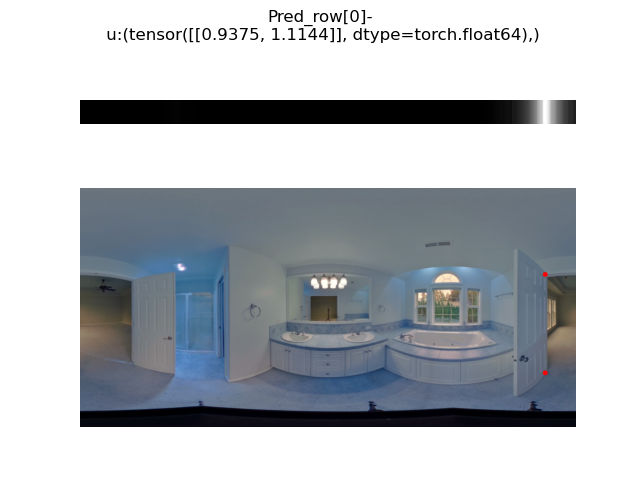 Pred_row[0]-
u:(tensor([[0.9375, 1.1144]], dtype=torch.float64),)